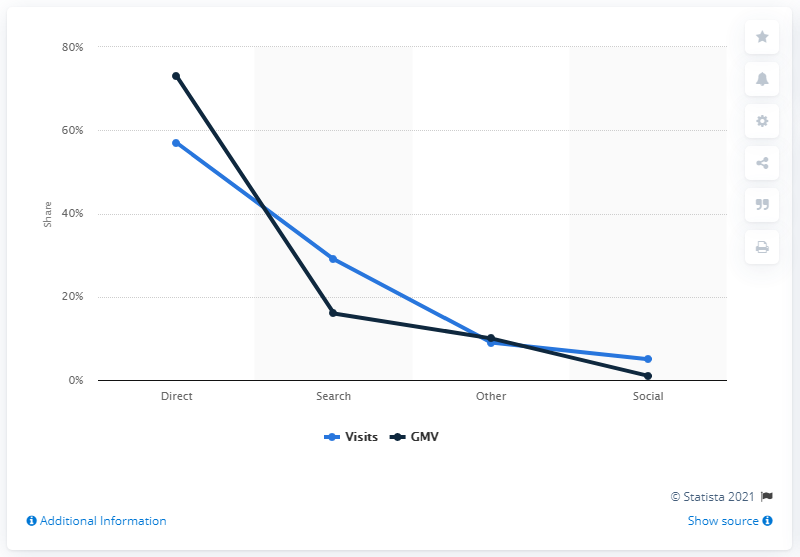 80%
60%
40%
20%
0%
Share
Direct
Search
Other
Social
Visits
GMV
© Statista 2021
Additional Information
Show source